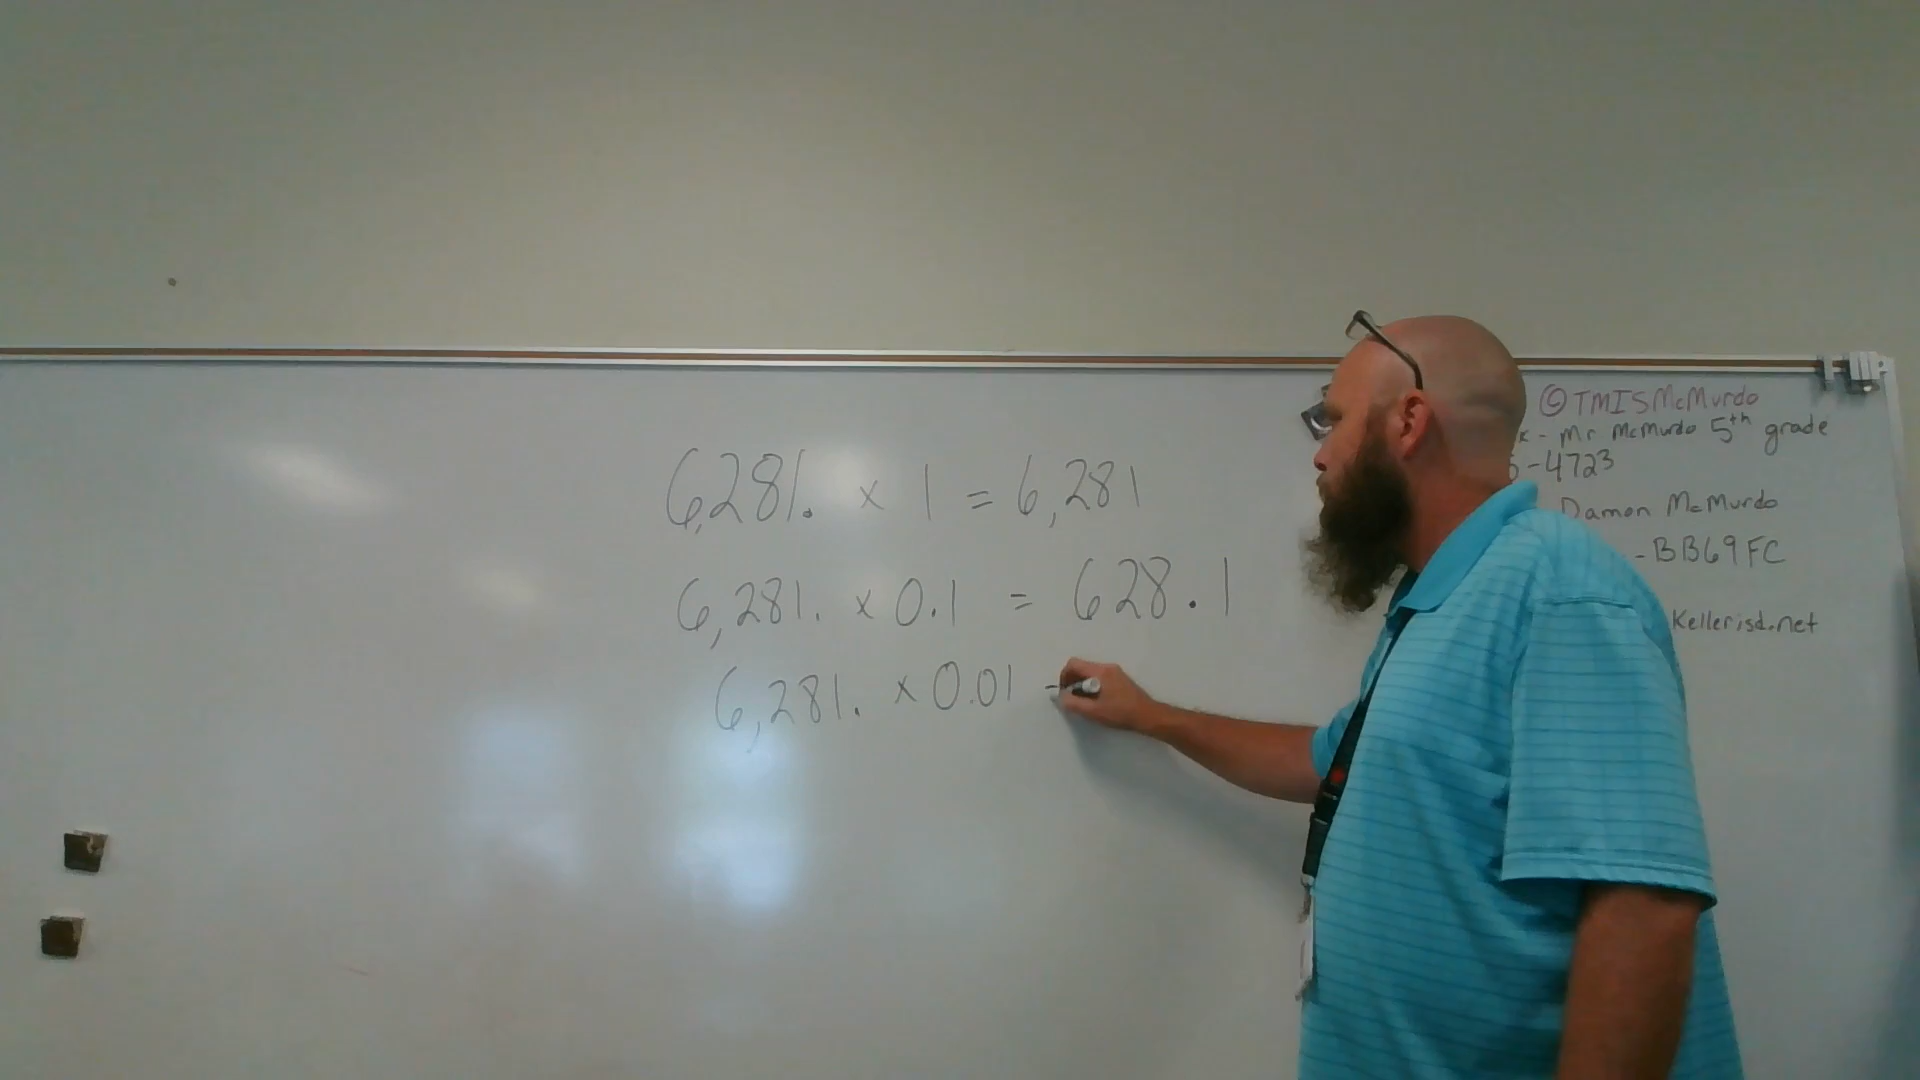 6,281. x 1 = 6,281
6,281. x 0.1 = 628.1
6,281. x 0.01
©TMISMcMurdo
- Mr McMurdo 5th grade
-4723
Damon McMurdo
-BB69FC
Kellerisd.net